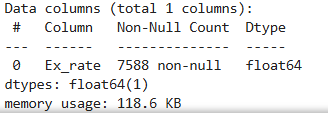 Data columns (total 1 columns):
 #   Column   Non-Null Count  Dtype
---  ------   --------------  -----
 0   Ex_rate  7588 non-null   float64
dtypes: float64(1)
memory usage: 118.6 KB